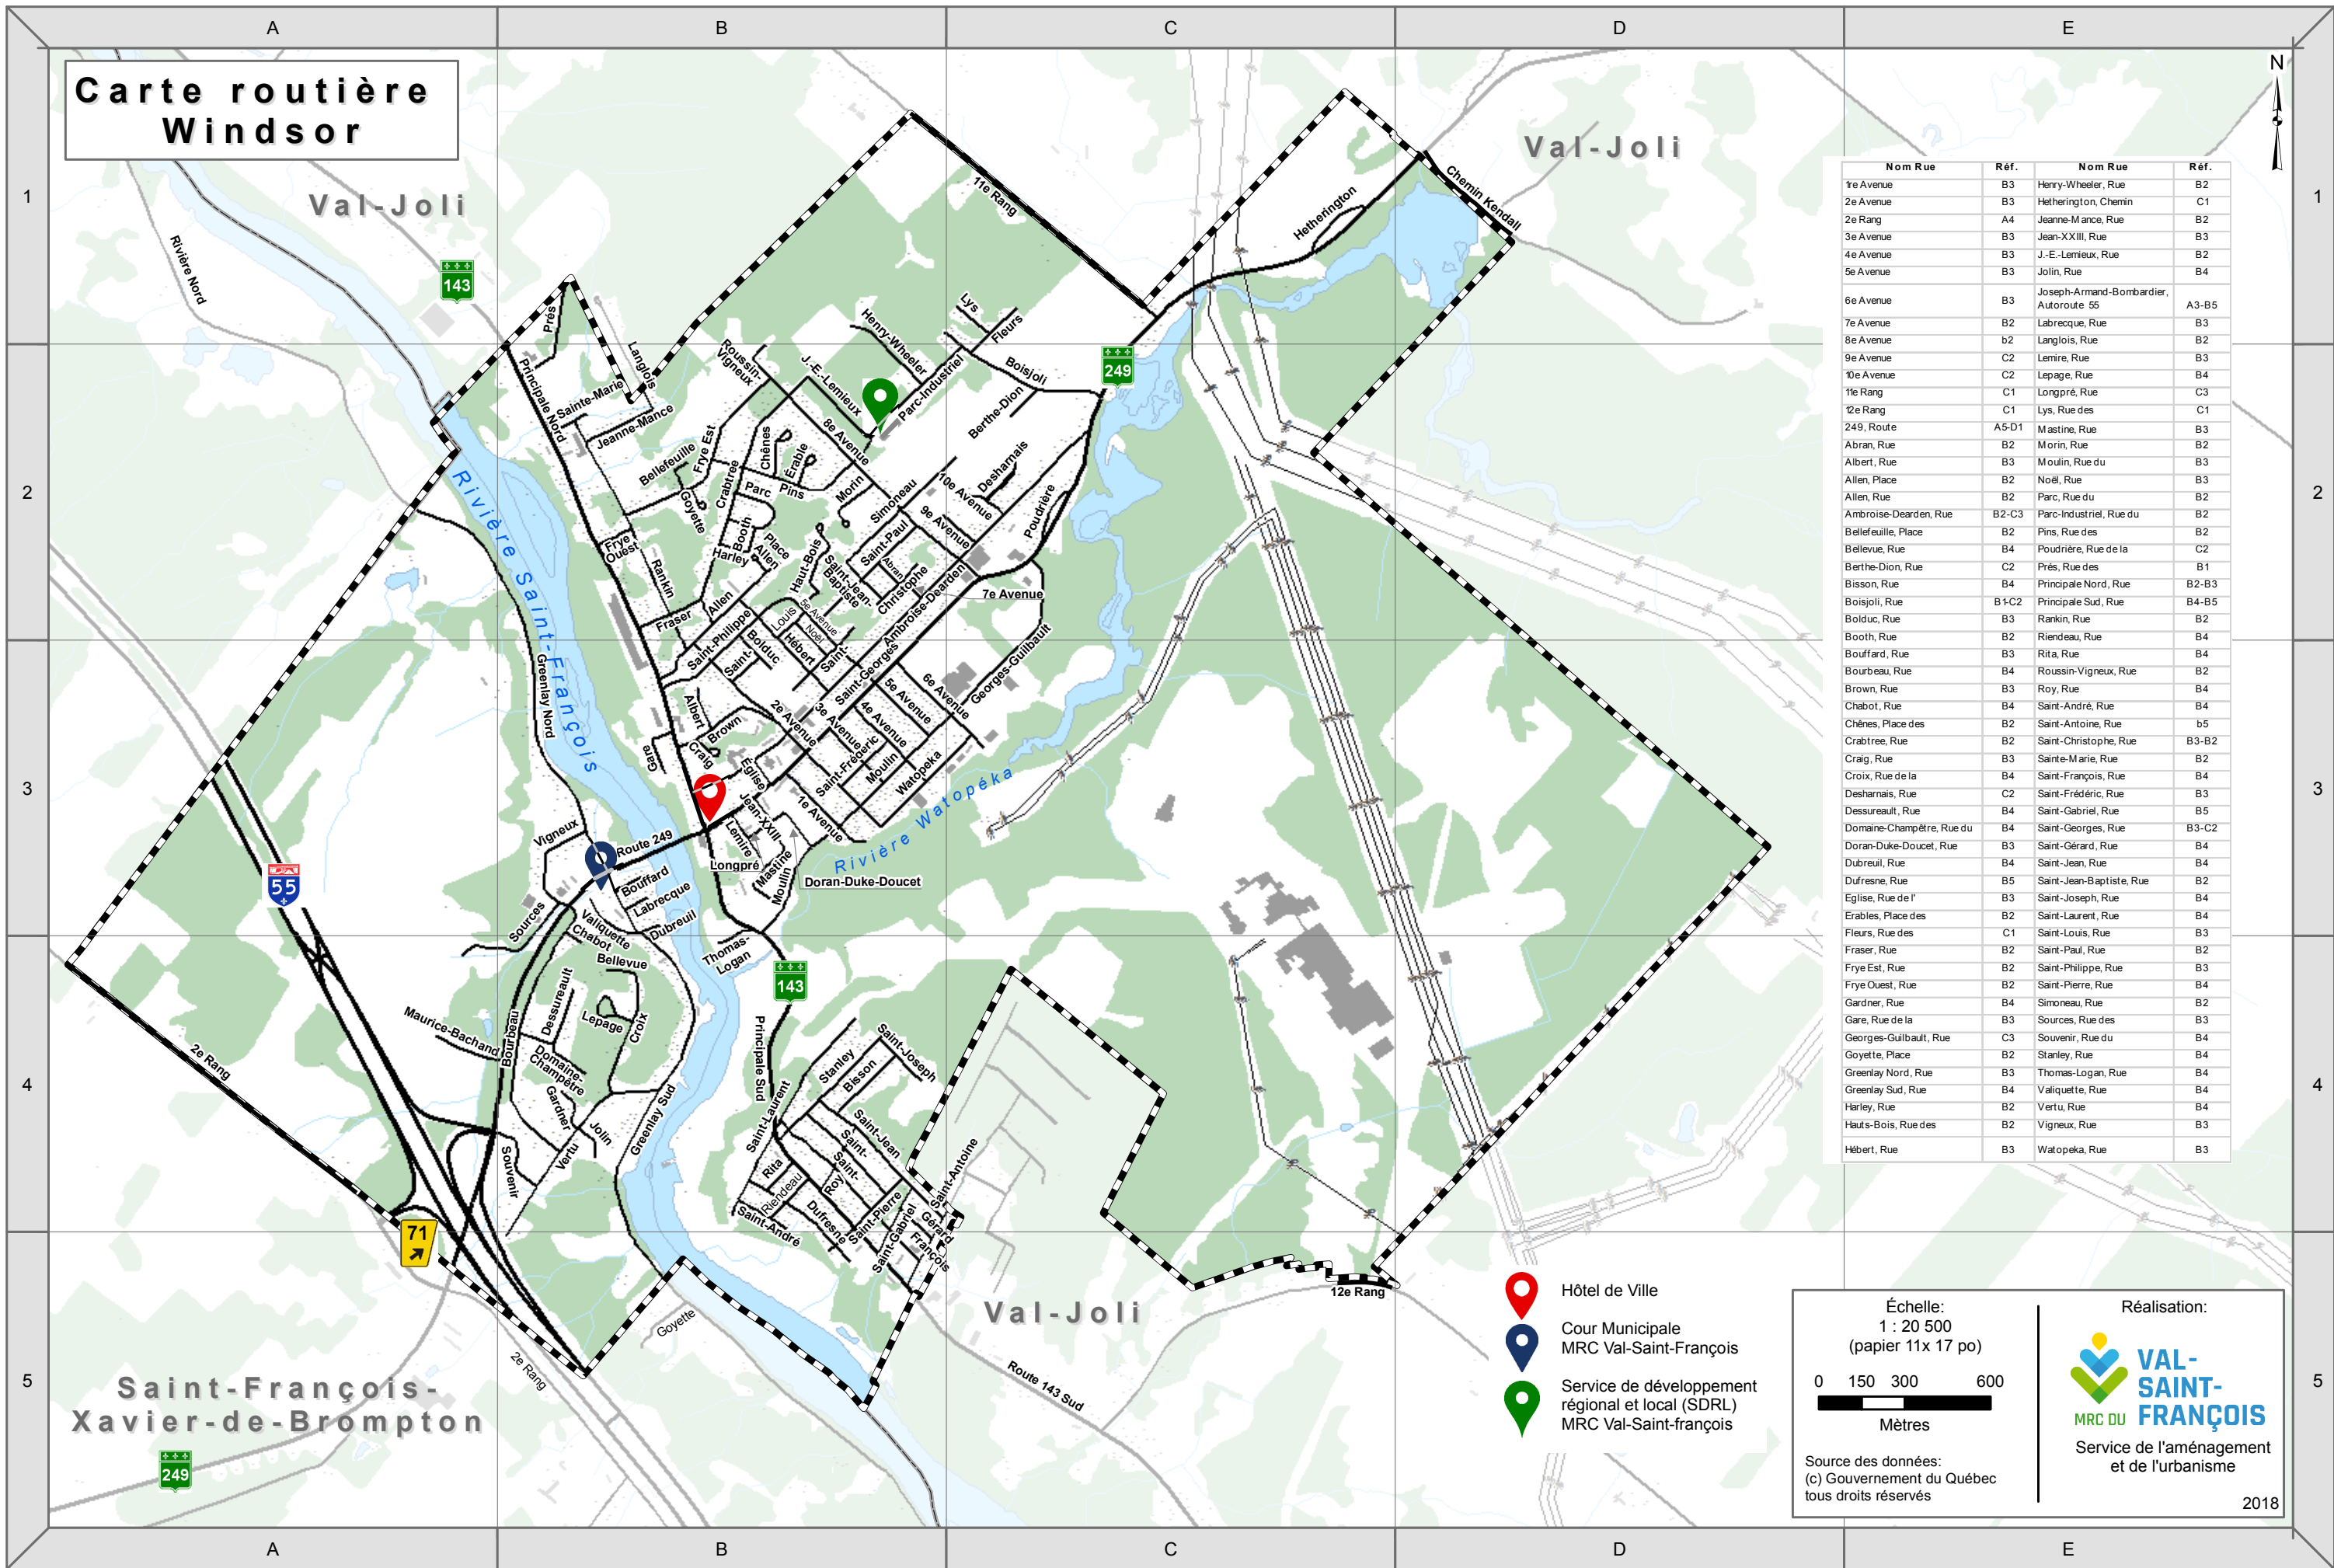 A B C D E
Carte routière
Windsor
N
1
1
Val-Joli
Val-Joli
11e Rang
Hetherington
Chemin Kendall
Rivière Nord
143
Prés
Lys
Fleurs
Henry-Wheeler
Boisjoli
249
Nom Rue Réf. Nom Rue Réf.
1re Avenue B3 Henry-Wheeler, Rue B2
2e Avenue B3 Hetherington, Chemin C1
2e Rang A4 Jeanne-Mance, Rue B2
3e Avenue B3 Jean-XXIII, Rue B3
4e Avenue B3 J.-E.-Lemieux, Rue B2
5e Avenue B3 Jolin, Rue B4
6e Avenue B3 Joseph-Armand-Bombardier,
Autoroute 55 A3-B5
7e Avenue B2 Labrecque, Rue B3
8e Avenue b2 Langlois, Rue B2
9e Avenue C2 Lemire, Rue B3
10e Avenue C2 Lepage, Rue B4
11e Rang C1 Longpré, Rue C3
12e Rang C1 Lys, Rue des C1
249, Route A5-D1 Mastine, Rue B3
Abran, Rue B2 Morin, Rue B2
Albert, Rue B3 Moulin, Rue du B3
Allen, Place B2 Noël, Rue B3
Allen, Rue B2 Parc, Rue du B2
Ambroise-Dearden, Rue B2-C3 Parc-Industriel, Rue du B2
Bellefeuille, Place B2 Pins, Rue des B2
Bellevue, Rue B4 Poudrière, Rue de la C2
Berthe-Dion, Rue C2 Prés, Rue des B1
Bisson, Rue B4 Principale Nord, Rue B2-B3
Boisjoli, Rue B1-C2 Principale Sud, Rue B4-B5
Bolduc, Rue B3 Rankin, Rue B2
Booth, Rue B2 Riendeau, Rue B4
Bouffard, Rue B3 Rita, Rue B4
Bourbeau, Rue B4 Roussin-Vigneux, Rue B2
Brown, Rue B3 Roy, Rue B4
Chabot, Rue B4 Saint-André, Rue B4
Chênes, Place des B2 Saint-Antoine, Rue b5
Crabtree, Rue B2 Saint-Christophe, Rue B3-B2
Craig, Rue B3 Sainte-Marie, Rue B2
Croix, Rue de la B4 Saint-François, Rue B4
Desharnais, Rue C2 Saint-Frédéric, Rue B3
Dessureault, Rue B4 Saint-Gabriel, Rue B5
Domaine-Champêtre, Rue du B4 Saint-Georges, Rue B3-C2
Doran-Duke-Doucet, Rue B3 Saint-Gérard, Rue B4
Dubreuil, Rue B4 Saint-Jean, Rue B4
Dufresne, Rue B5 Saint-Jean-Baptiste, Rue B2
Eglise, Rue de l' B3 Saint-Joseph, Rue B4
Erables, Place des B2 Saint-Laurent, Rue B4
Fleurs, Rue des C1 Saint-Louis, Rue B3
Fraser, Rue B2 Saint-Paul, Rue B2
Frye Est, Rue B2 Saint-Philippe, Rue B3
Frye Ouest, Rue B2 Saint-Pierre, Rue B4
Gardner, Rue B4 Simoneau, Rue B2
Gare, Rue de la B3 Sources, Rue des B3
Georges-Guilbault, Rue C3 Souvenir, Rue du B4
Goyette, Place B2 Stanley, Rue B4
Greenlay Nord, Rue B3 Thomas-Logan, Rue B4
Greenlay Sud, Rue B4 Valiquette, Rue B4
Harley, Rue B2 Vertu, Rue B4
Hauts-Bois, Rue des B2 Vigneux, Rue B3
Hébert, Rue B3 Watopeka, Rue B3
2
2
Principale Nord
Langlois
Sainte-Marie
Jeanne-Mance
Roussin-
Vigneux
J.-E.-Lemieux
Parc-Industriel
8e Avenue
Berthe-Dion
Desharnais
10e Avenue
9e Avenue
Poudrière
Bellefeuille
Frye Est
Goyette
Crabtree
Chênes
Érable
Parc
Pins
Morin
Simoneau
Booth
Harley
Place
Allen
Haut-Bois
Saint-Paul
Abran
Saint-Jean-
Baptiste
Christophe
Ambroise-Dearden
7e Avenue
Frye
Ouest
Rankin
Fraser
Allen
Saint-Philippe
Louis
5e Avenue
Noël
Hébert
Bolduc
Saint-
Saint-
Saint-Georges
Georges-Guilbault
Rivière Saint-François
3
3
Greenlay Nord
Albert
Brown
Craig
Gare
2e Avenue
3e Avenue
4e Avenue
5e Avenue
6e Avenue
Saint-Frédéric
Moulin
Watopeka
Église
Jean-XXIII
1e Avenue
Lemire
Longpré
Mastine
Moulin
Doran-Duke-Doucet
Rivière Watopéka
Vigneux
Route 249
Bouffard
Labrecque
Dubreuil
Valiquette
Chabot
Sources
55
4
4
Bellevue
Thomas-
Logan
143
Dessureault
Lepage
Croix
Maurice-Bachand
Bourbeau
Domaine-
Champêtre
Gardner
Jolin
Vertu
Souvenir
Greenlay Sud
2e Rang
Principale Sud
Stanley
Bisson
Saint-Joseph
Saint-Laurent
Saint-Jean
Saint-
Saint-
Rita
Riendeau
Roy
Saint-André
Dufresne
Saint-Pierre
Saint-Gabriel
Gérard
François
Saint-Antoine
71
5
5
Goyette
2e Rang
Saint-François-
Xavier-de-Brompton
249
Val-Joli
Route 143 Sud
12e Rang
Hôtel de Ville
Cour Municipale
MRC Val-Saint-François
Service de développement
régional et local (SDRL)
MRC Val-Saint-françois
Échelle:
1 : 20 500
(papier 11x 17 po)
0 150 300 600
Mètres
Source des données:
(c) Gouvernement du Québec
tous droits réservés
Réalisation:
VAL-
SAINT-
MRC DU FRANÇOIS
Service de l'aménagement
et de l'urbanisme
2018
A B C D E